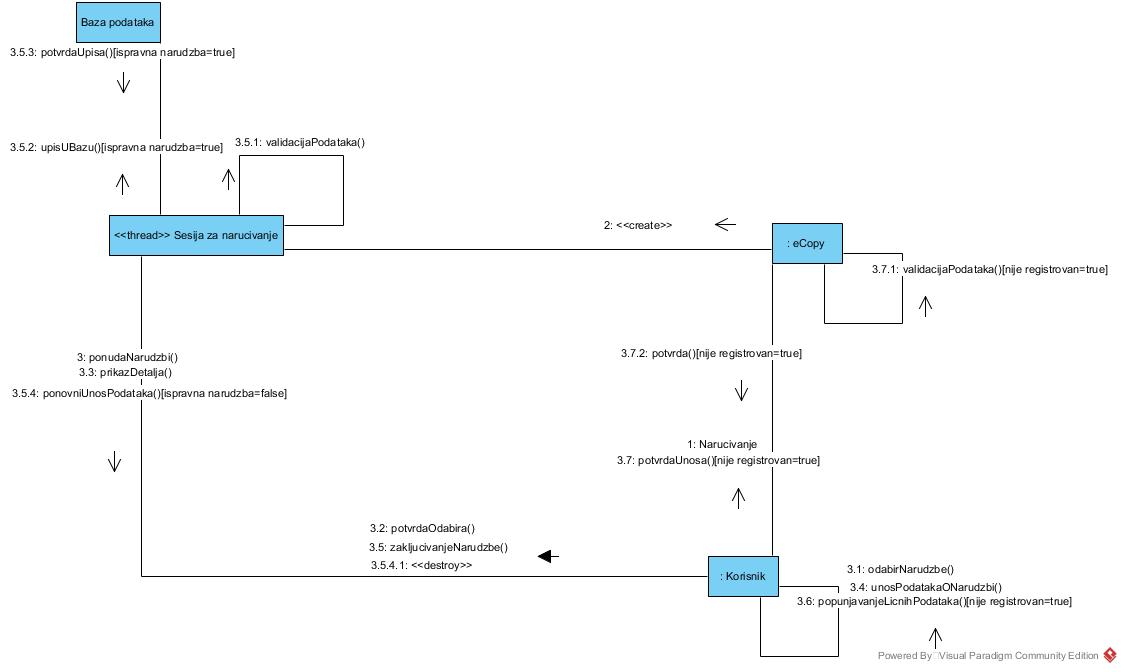 Baza podataka
3.5.3: potvrdaUpisa()[ispravna narudzba=true]
3.5.1: validacijaPodataka()
3.5.2: upisUBazu()[ispravna narudzba=true]
<<thread>> Sesija za narucivanje
2: <<create>>
: eCopy
3.7.1: validacijaPodataka()[nije registrovan=true]
3.7.2: potvrda()[nije registrovan=true]
3: ponudaNarudzbi()
3.3: prikazDetalja()
3.5.4: ponovniUnosPodataka()[ispravna narudzba=false]
1: Narucivanje
3.7: potvrdaUnosa()[nije registrovan=true]
3.2: potvrdaOdabira()
3.5: zakljucivanjeNarudzbe()
3.5.4.1: <<destroy>>
: Korisnik
3.1: odabirNarudzbe()
3.4: unosPodatakaONarudzbi()
3.6: popunjavanjeLicnihPodataka()[nije registrovan=true]
Powered By Visual Paradigm Community Edition